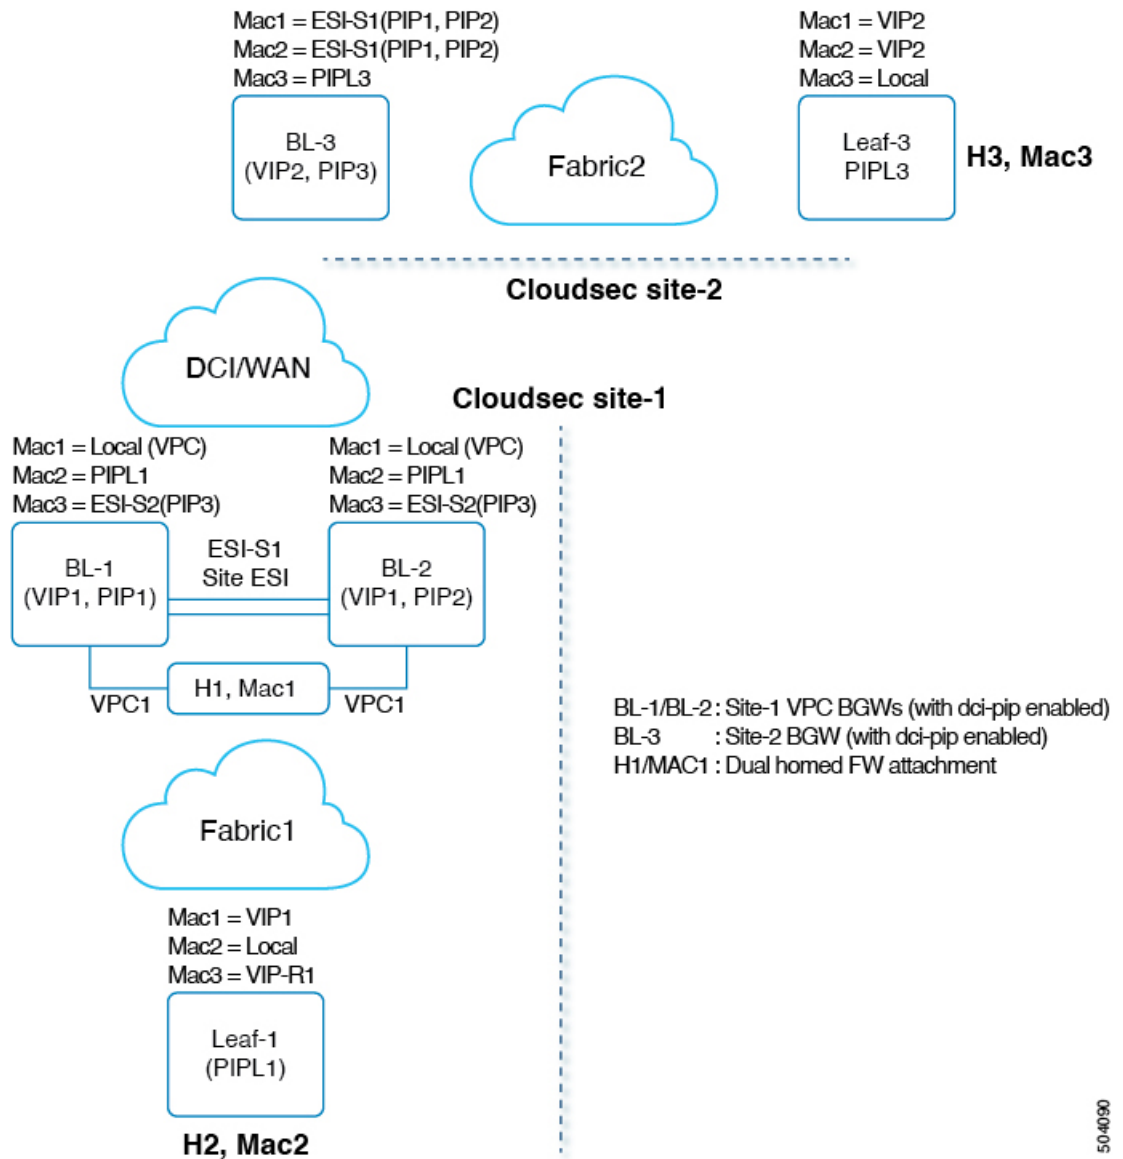 Mac1 = ESI-S1(PIP1, PIP2)
Mac2 = ESI-S1(PIP1, PIP2)
Mac3 = PIPL3
BL-3
(VIP2, PIP3)
Fabric2
Mac1 = VIP2
Mac2 = VIP2
Mac3 = Local
Leaf-3
PIPL3
H3, Mac3
Cloudsec site-2
DCI/WAN
Cloudsec site-1
Mac1 = Local (VPC)
Mac2 = PIPL1
Mac3 = ESI-S2(PIP3)
BL-1
(VIP1, PIP1)
ESI-S1
Site ESI
Mac1 = Local (VPC)
Mac2 = PIPL1
Mac3 = ESI-S2(PIP3)
BL-2
(VIP1, PIP2)
VPC1
H1, Mac1
VPC1
BL-1/BL-2 : Site-1 VPC BGWs (with dci-pip enabled)
BL-3 : Site-2 BGW (with dci-pip enabled)
H1/MAC1 : Dual homed FW attachment
Fabric1
Mac1 = VIP1
Mac2 = Local
Mac3 = VIP-R1
Leaf-1
(PIPL1)
H2, Mac2
504090